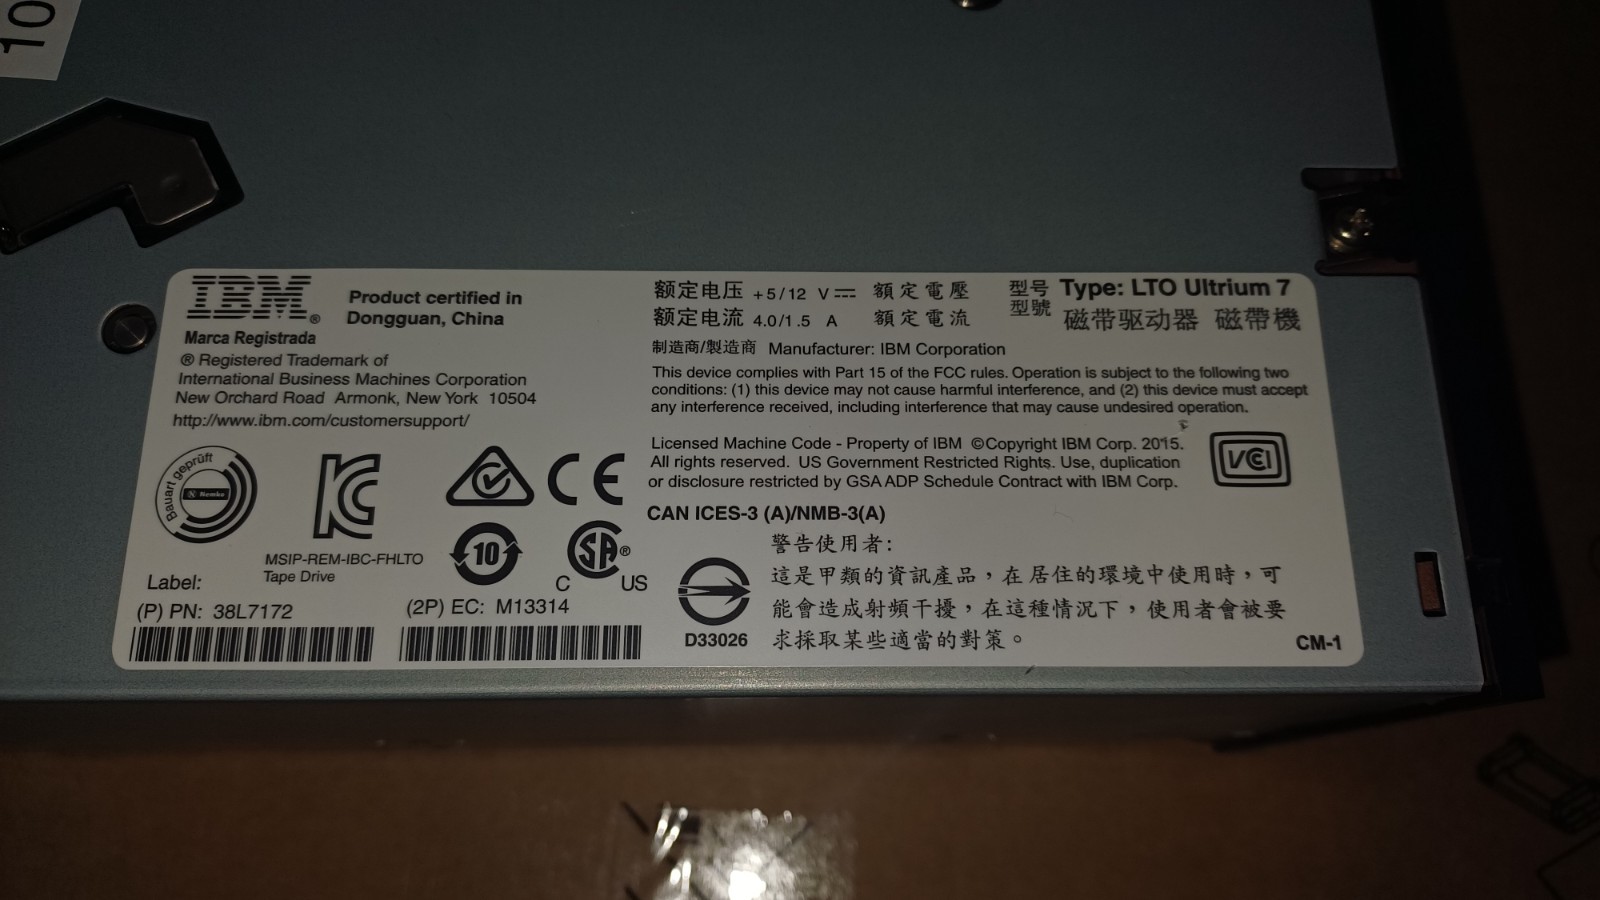 10
IBM®
Marca Registrada
Product certified in
Dongguan, China
® Registered Trademark of
International Business Machines Corporation
New Orchard Road Armonk, New York 10504
http://www.ibm.com/customersupport/
额定电压 +5/12 V 額定電壓
额定电流 4.0/1.5 A 額定電流
型号
型號
Type: LTO Ultrium 7
磁带驱动器 磁帶機
制造商/製造商 Manufacturer: IBM Corporation
This device complies with Part 15 of the FCC rules. Operation is subject to the following two
conditions: (1) this device may not cause harmful interference, and (2) this device must accept
any interference received, including interference that may cause undesired operation.
Licensed Machine Code - Property of IBM ©Copyright IBM Corp. 2015.
All rights reserved. US Government Restricted Rights. Use, duplication
or disclosure restricted by GSA ADP Schedule Contract with IBM Corp.
VCI
Bauart geprüft
N Nemko
KC
CE
MSIP-REM-IBC-FHLTO
Tape Drive
10
C SA® US
CAN ICES-3 (A)/NMB-3(A)
警告使用者:
這是甲類的資訊產品，在居住的環境中使用時，可
能會造成射頻干擾，在這種情況下，使用者會被要
求採取某些適當的對策。
D33026
CM-1
Label:
(P) PN: 38L7172
(2P) EC: M13314